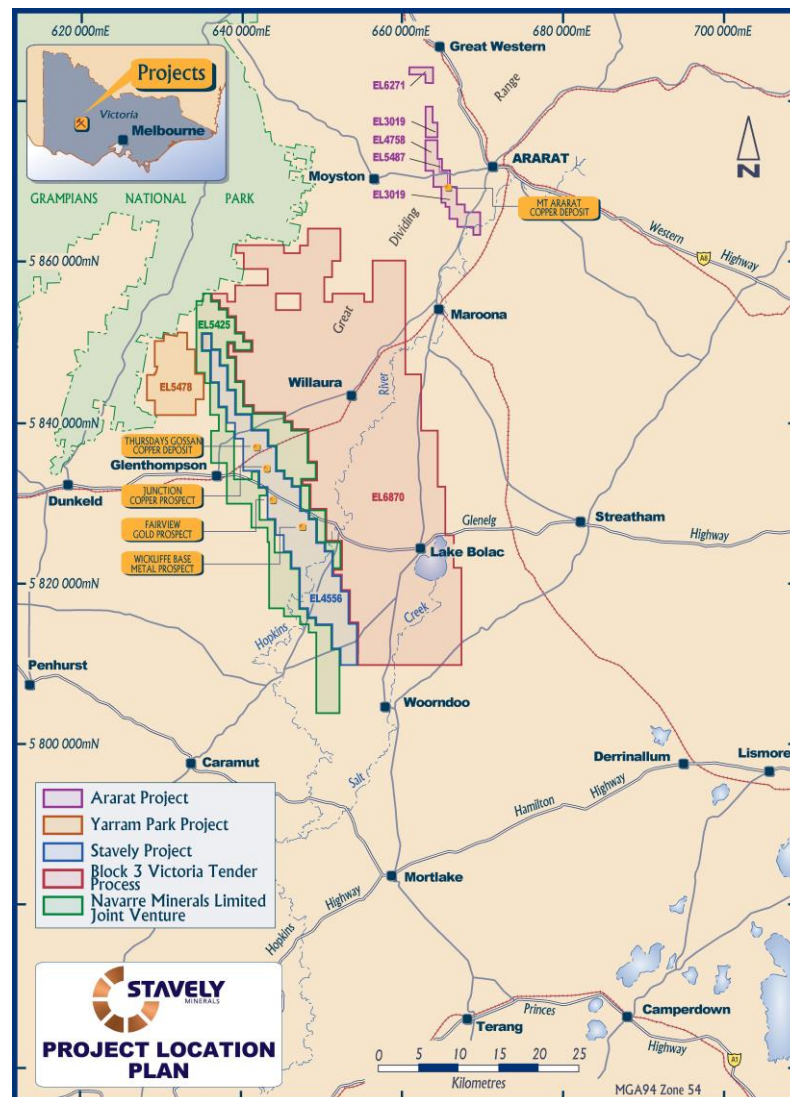 620 000mE
640 000mE
660 000mE
680 000mE
700 000mE
Projects
Victoria
Melbourne
Great Western
EL6271
Range
EL3019
EL4758
EL5487
ARARAT
Moyston
N
GRAMPIANS NATIONAL PARK
EL3019
MT ARARAT
COPPER DEPOSIT
Dividing
Western
Highway
A8
5 860 000mN
EL5425
Great
Maroona
EL5478
Willaura
River
5 840 000mN
THURSDAYS GOSSAN
COPPER DEPOSIT
Glenthompson
Dunkeld
JUNCTION
COPPER PROSPECT
EL6870
FAIRVIEW
GOLD PROSPECT
Glenelg
Streatham
Highway
Lake Bolac
WICKLIFFE BASE
METAL PROSPECT
5 820 000mN
EL4556
Creek
Hopkins
Penhurst
Woorndoo
5 800 000mN
Caramut
Salt
Derrinallum
Lismore
Highway
Hamilton
Ararat Project
Yarram Park Project
Stavely Project
Block 3 Victoria Tender
Process
Navarre Minerals Limited
Joint Venture
Mortlake
Highway
Hopkins
STAVELY
MINERALS
PROJECT LOCATION
PLAN
Terang
Princes
Camperdown
Highway
A1
0 5 10 15 20 25
Kilometres
MGA94 Zone 54